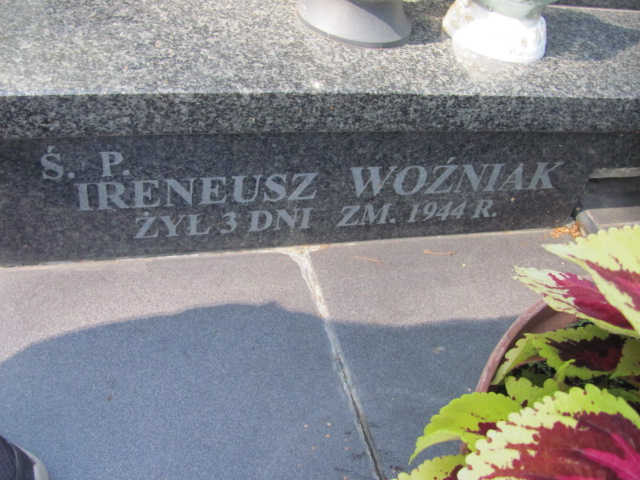 Ś. P.
IRENEUSZ WOŹNIAK
ŻYŁ 3 DNI ZM. 1944 R.